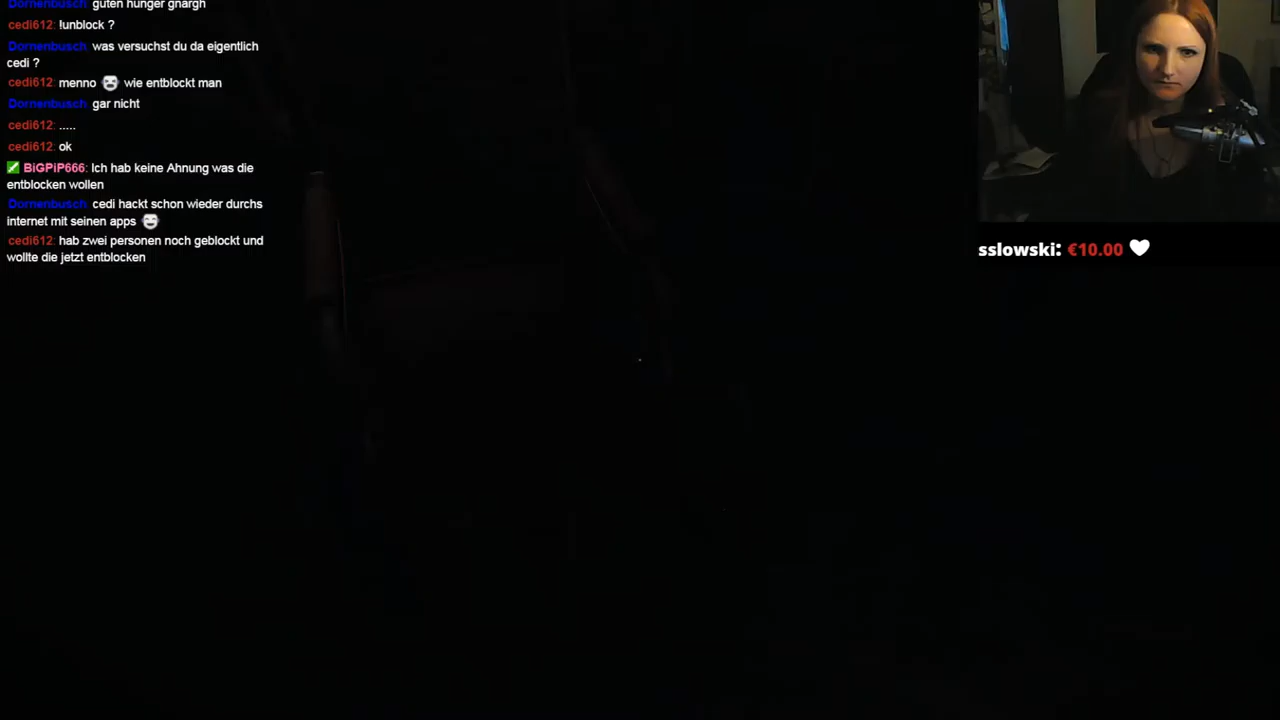 Dornenbusch: guten hunger gnargh
cedi612: !unblock ?
Dornenbusch: was versuchst du da eigentlich
cedi ?
cedi612: menno wie entblockt man
Dornenbusch: gar nicht
cedi612: .....
cedi612: ok
BiGPiP666: Ich hab keine Ahnung was die
entblocken wollen
Dornenbusch: cedi hackt schon wieder durchs
internet mit seinen apps
cedi612: hab zwei personen noch geblockt und
wollte die jetzt entblocken
sslowski: €10.00